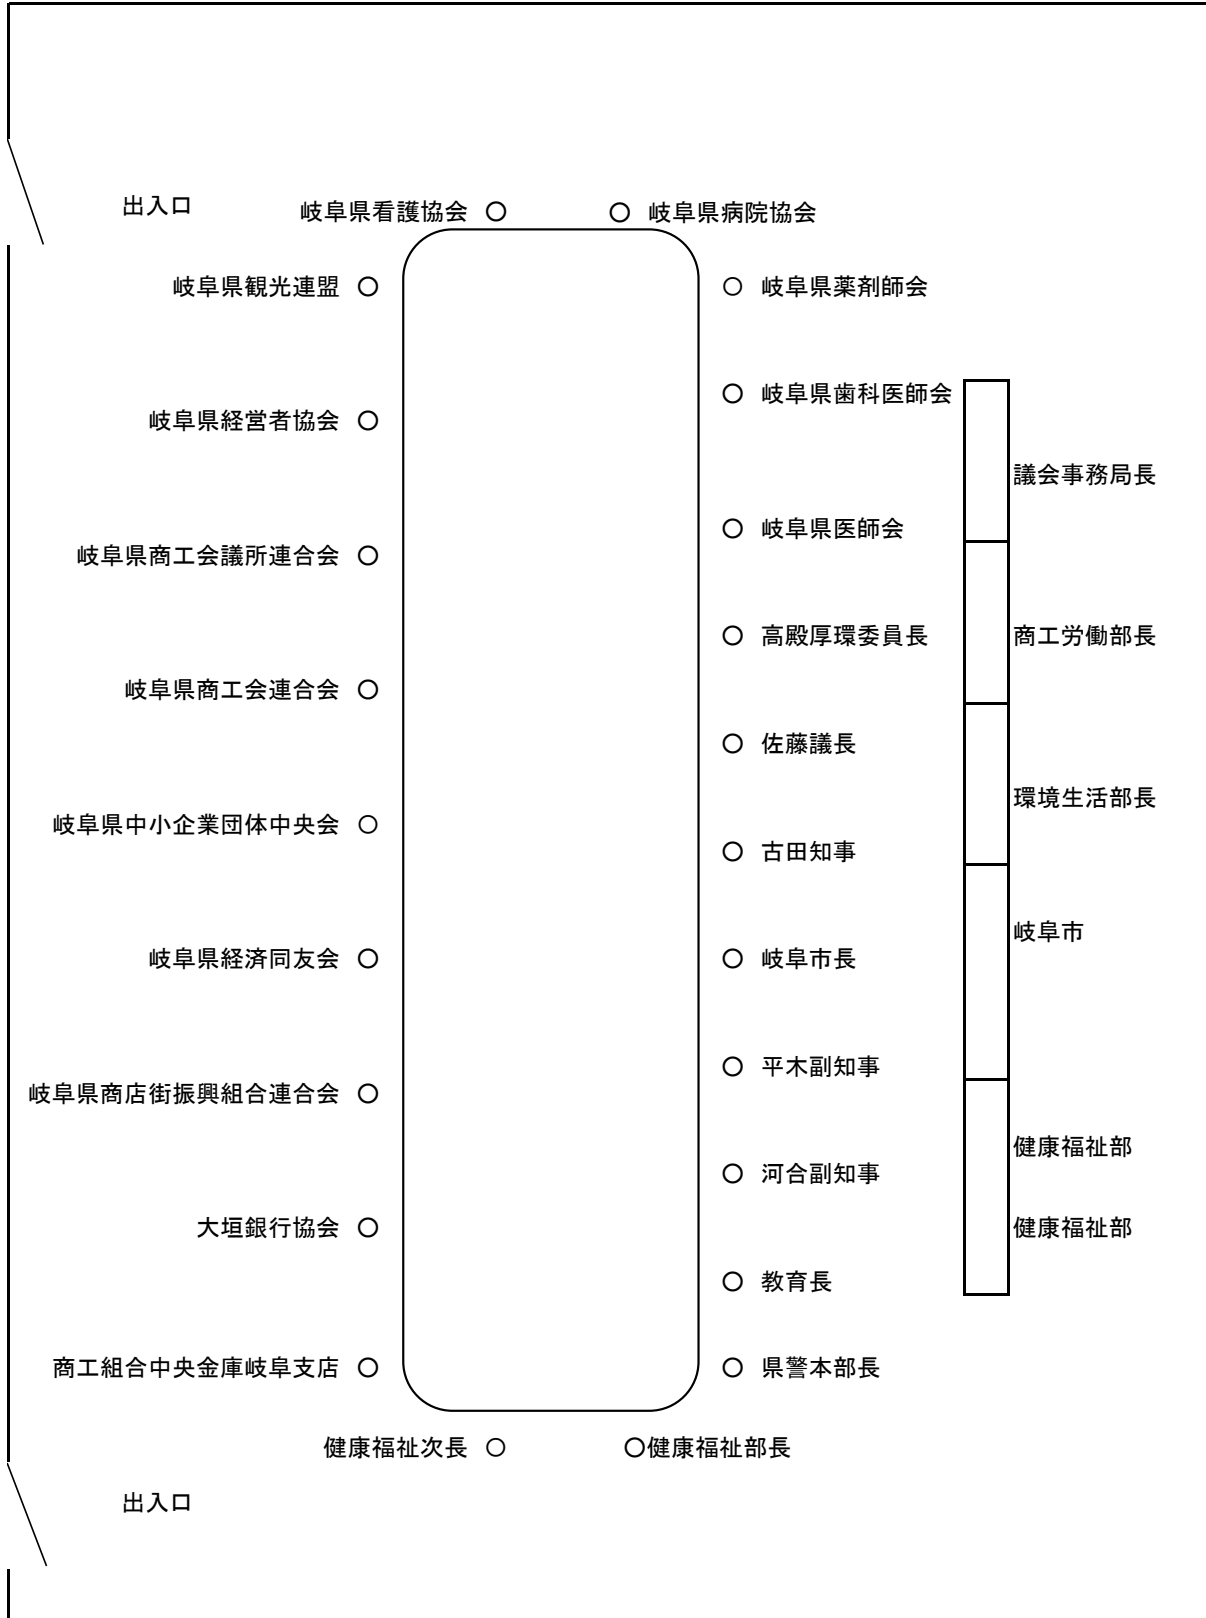 出入口
岐阜県看護協会 ○
○ 岐阜県病院協会
岐阜県観光連盟 ○
○ 岐阜県薬剤師会
○ 岐阜県歯科医師会
岐阜県経営者協会 ○
議会事務局長
○ 岐阜県医師会
岐阜県商工会議所連合会 ○
○ 高殿厚環委員長
商工労働部長
岐阜県商工会連合会 ○
○ 佐藤議長
環境生活部長
岐阜県中小企業団体中央会 ○
○ 古田知事
岐阜市
岐阜県経済同友会 ○
○ 岐阜市長
○ 平木副知事
岐阜県商店街振興組合連合会 ○
健康福祉部
○ 河合副知事
大垣銀行協会 ○
健康福祉部
○ 教育長
商工組合中央金庫岐阜支店 ○
○ 県警本部長
健康福祉次長 ○
○健康福祉部長
出入口